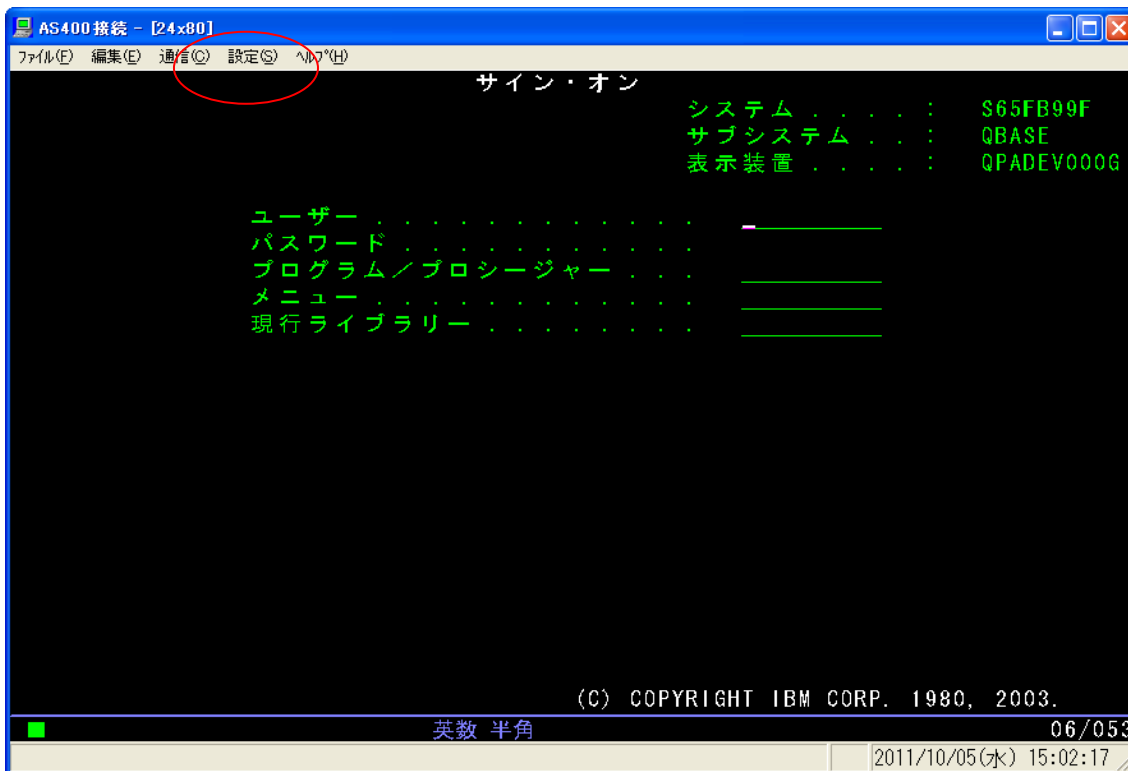 AS400接続 - [24x80]
ファイル(F) 編集(E) 通信(C) 設定(S) ヘルプ(H)
サイン・オン
システム . . . . : S65FB99F
サブシステム . . : QBASE
表示装置 . . . . : QPADEV000G
ユーザー . . . . . . . . . . . .
パスワード . . . . . . . . . . .
プログラム／プロシージャー . . .
メニュー . . . . . . . . . . . .
現行ライブラリー . . . . . . . .
(C) COPYRIGHT IBM CORP. 1980, 2003.
英数 半角 06/053
2011/10/05(水) 15:02:17